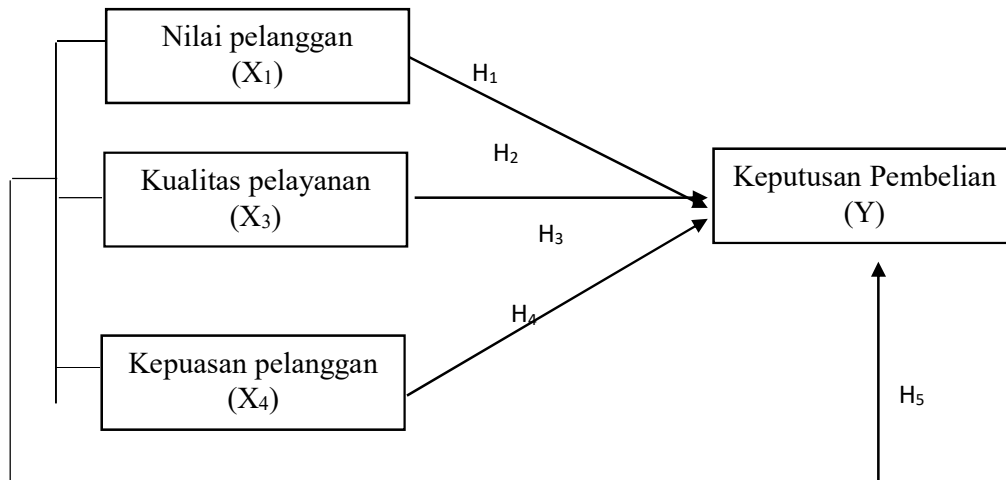 Nilai pelanggan
(X₁)
H₁
H₂
Kualitas pelayanan
(X₃)
Keputusan Pembelian
(Y)
H₃
H₄
Kepuasan pelanggan
(X₄)
H₅